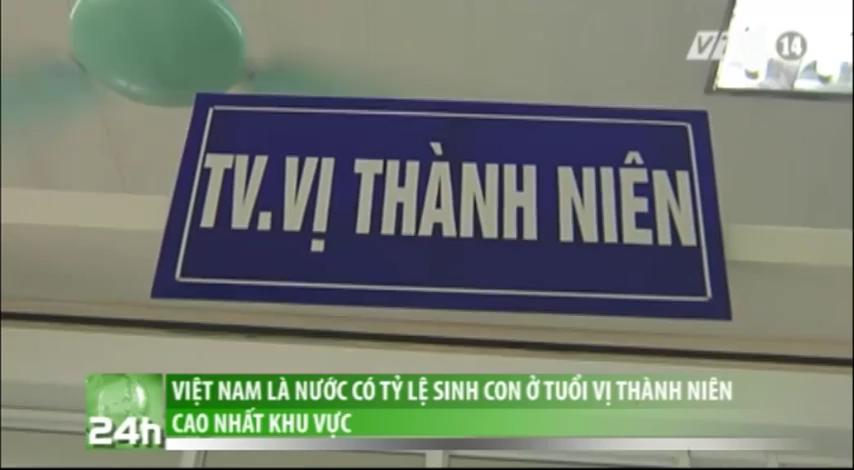 14
TV.VỊ THÀNH NIÊN
VIỆT NAM LÀ NƯỚC CÓ TỶ LỆ SINH CON Ở TUỔI VỊ THÀNH NIÊN
CAO NHẤT KHU VỰC
24h